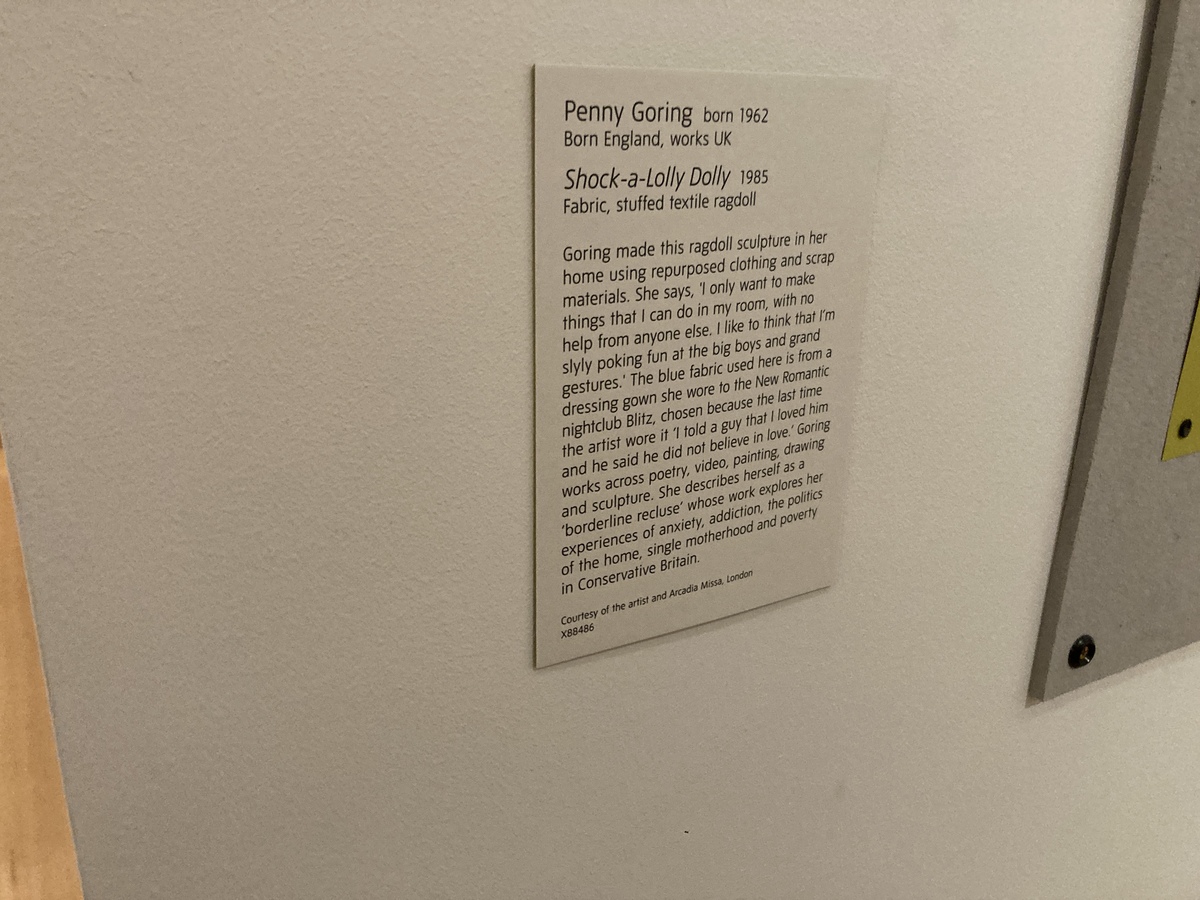 Penny Goring born 1962
Born England, works UK
Shock-a-Lolly Dolly 1985
Fabric, stuffed textile ragdoll
Goring made this ragdoll sculpture in her
home using repurposed clothing and scrap
materials. She says, 'I only want to make
things that I can do in my room, with no
help from anyone else. I like to think that I'm
slyly poking fun at the big boys and grand
gestures.' The blue fabric used here is from a
dressing gown she wore to the New Romantic
nightclub Blitz, chosen because the last time
the artist wore it 'I told a guy that I loved him
and he said he did not believe in love.' Goring
works across poetry, video, painting, drawing
and sculpture. She describes herself as a
'borderline recluse' whose work explores her
experiences of anxiety, addiction, the politics
of the home, single motherhood and poverty
in Conservative Britain.
Courtesy of the artist and Arcadia Missa, London
X88486